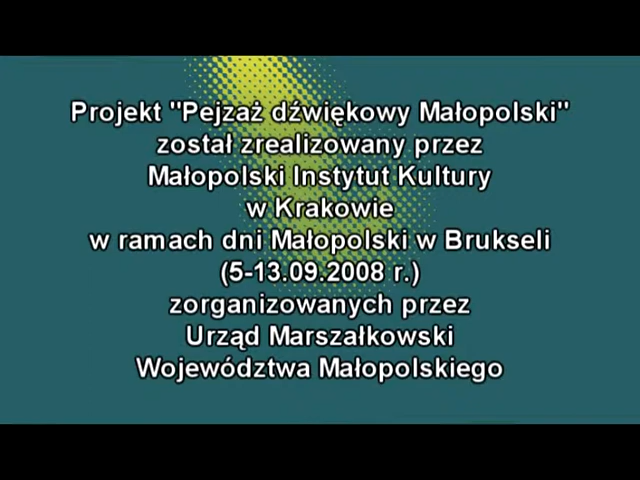 Projekt "Pejzaż dźwiękowy Małopolski"
został zrealizowany przez
Małopolski Instytut Kultury
w Krakowie
w ramach dni Małopolski w Brukseli
(5-13.09.2008 r.)
zorganizowanych przez
Urząd Marszałkowski
Województwa Małopolskiego